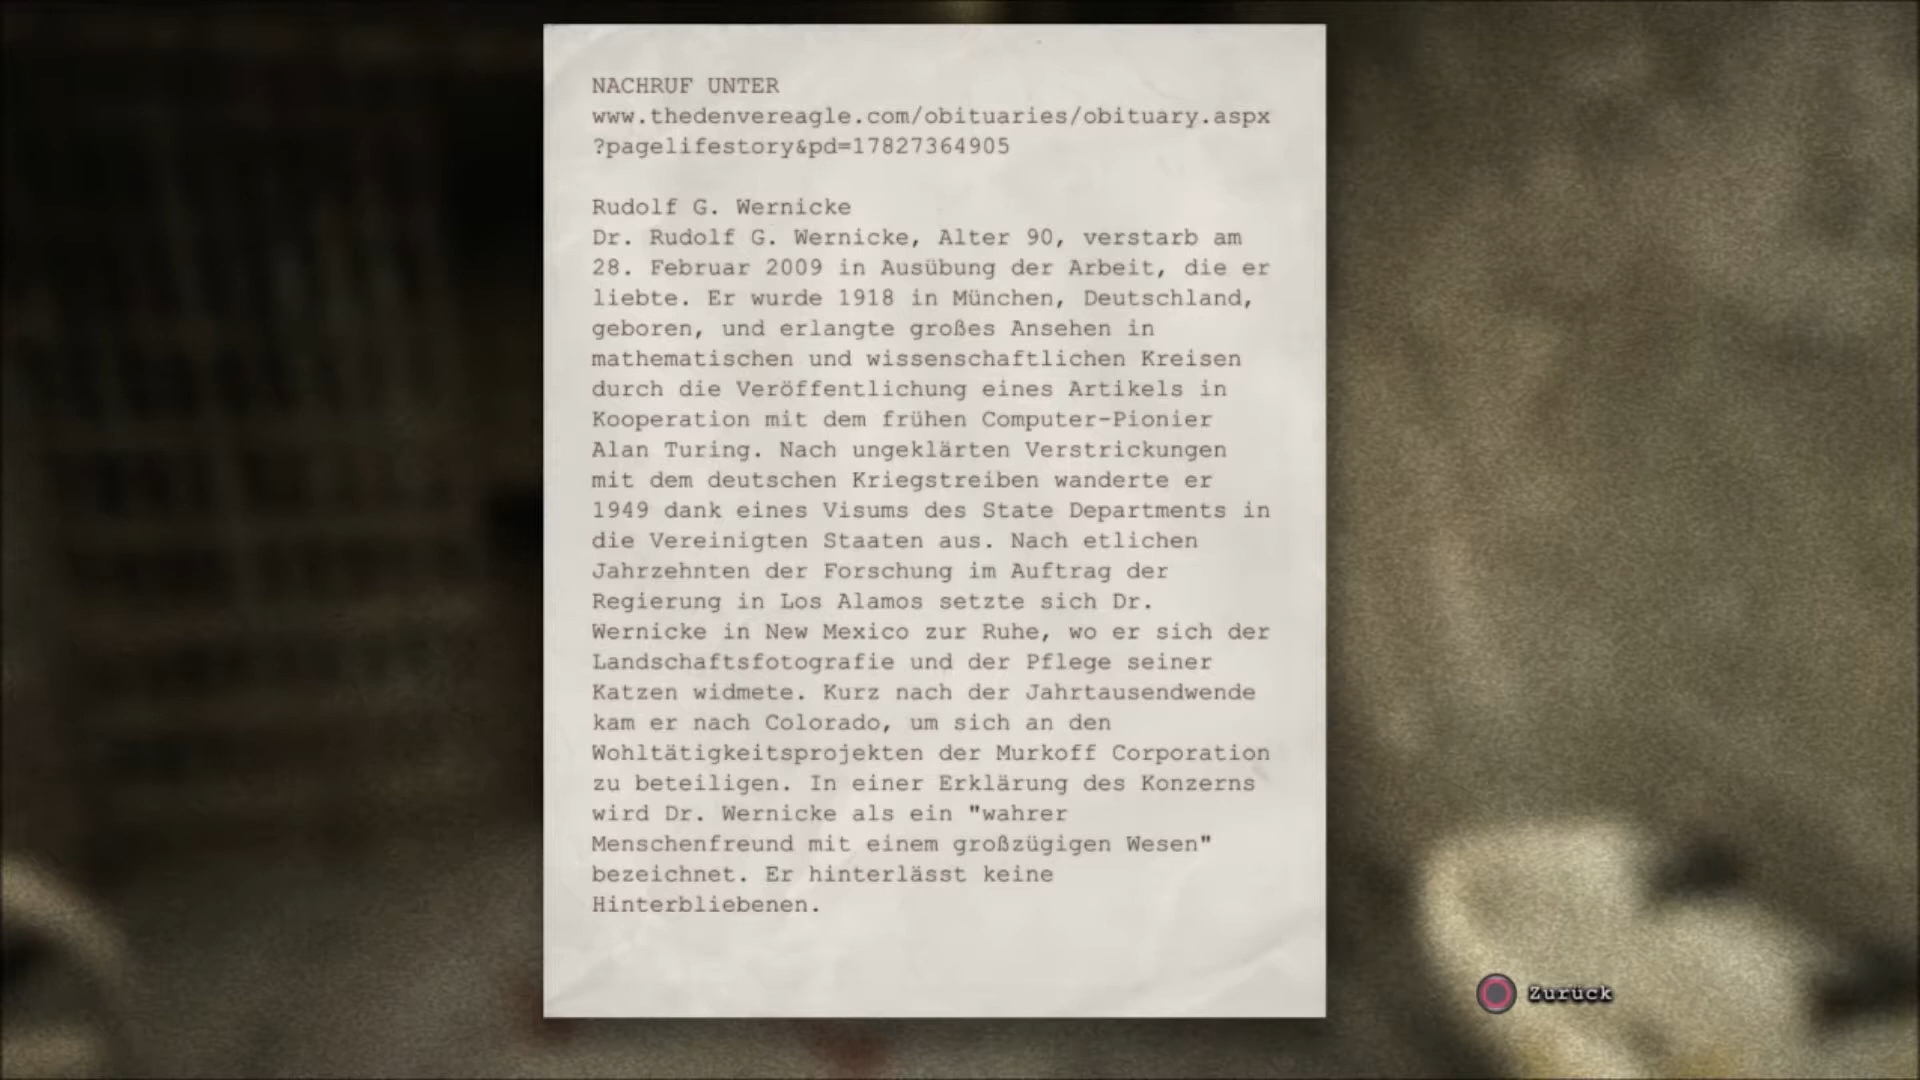 NACHRUF UNTER
www.thedenvereagle.com/obituaries/obituary.aspx
?pagelifestory&pd=17827364905
Rudolf G. Wernicke
Dr. Rudolf G. Wernicke, Alter 90, verstarb am
28. Februar 2009 in Ausübung der Arbeit, die er
liebte. Er wurde 1918 in München, Deutschland,
geboren, und erlangte großes Ansehen in
mathematischen und wissenschaftlichen Kreisen
durch die Veröffentlichung eines Artikels in
Kooperation mit dem frühen Computer-Pionier
Alan Turing. Nach ungeklärten Verstrickungen
mit dem deutschen Kriegstreiben wanderte er
1949 dank eines Visums des State Departments in
die Vereinigten Staaten aus. Nach etlichen
Jahrzehnten der Forschung im Auftrag der
Regierung in Los Alamos setzte sich Dr.
Wernicke in New Mexico zur Ruhe, wo er sich der
Landschaftsfotografie und der Pflege seiner
Katzen widmete. Kurz nach der Jahrtausendwende
kam er nach Colorado, um sich an den
Wohltätigkeitsprojekten der Murkoff Corporation
zu beteiligen. In einer Erklärung des Konzerns
wird Dr. Wernicke als ein "wahrer
Menschenfreund mit einem großzügigen Wesen"
bezeichnet. Er hinterlässt keine
Hinterbliebenen.
Zurück